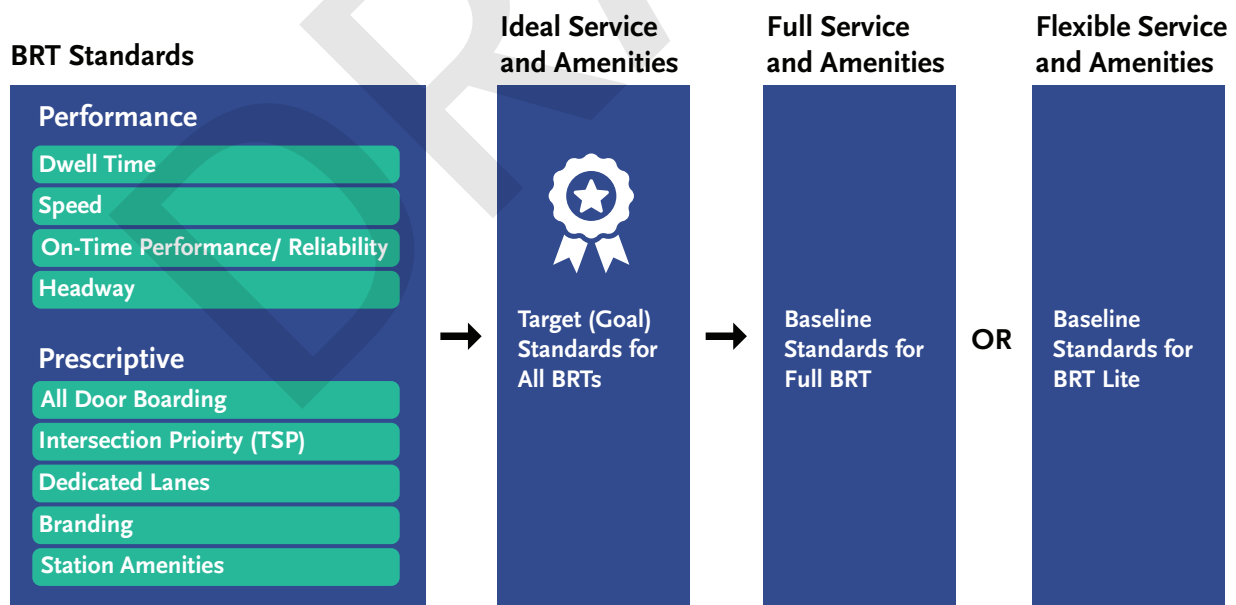 BRT Standards
Performance
Dwell Time
Speed
On-Time Performance/ Reliability
Headway
Prescriptive
All Door Boarding
Intersection Prioirty (TSP)
Dedicated Lanes
Branding
Station Amenities
Ideal Service
and Amenities
Target (Goal)
Standards for
All BRTs
Full Service
and Amenities
Baseline
Standards for
Full BRT
OR
Flexible Service
and Amenities
Baseline
Standards for
BRT Lite